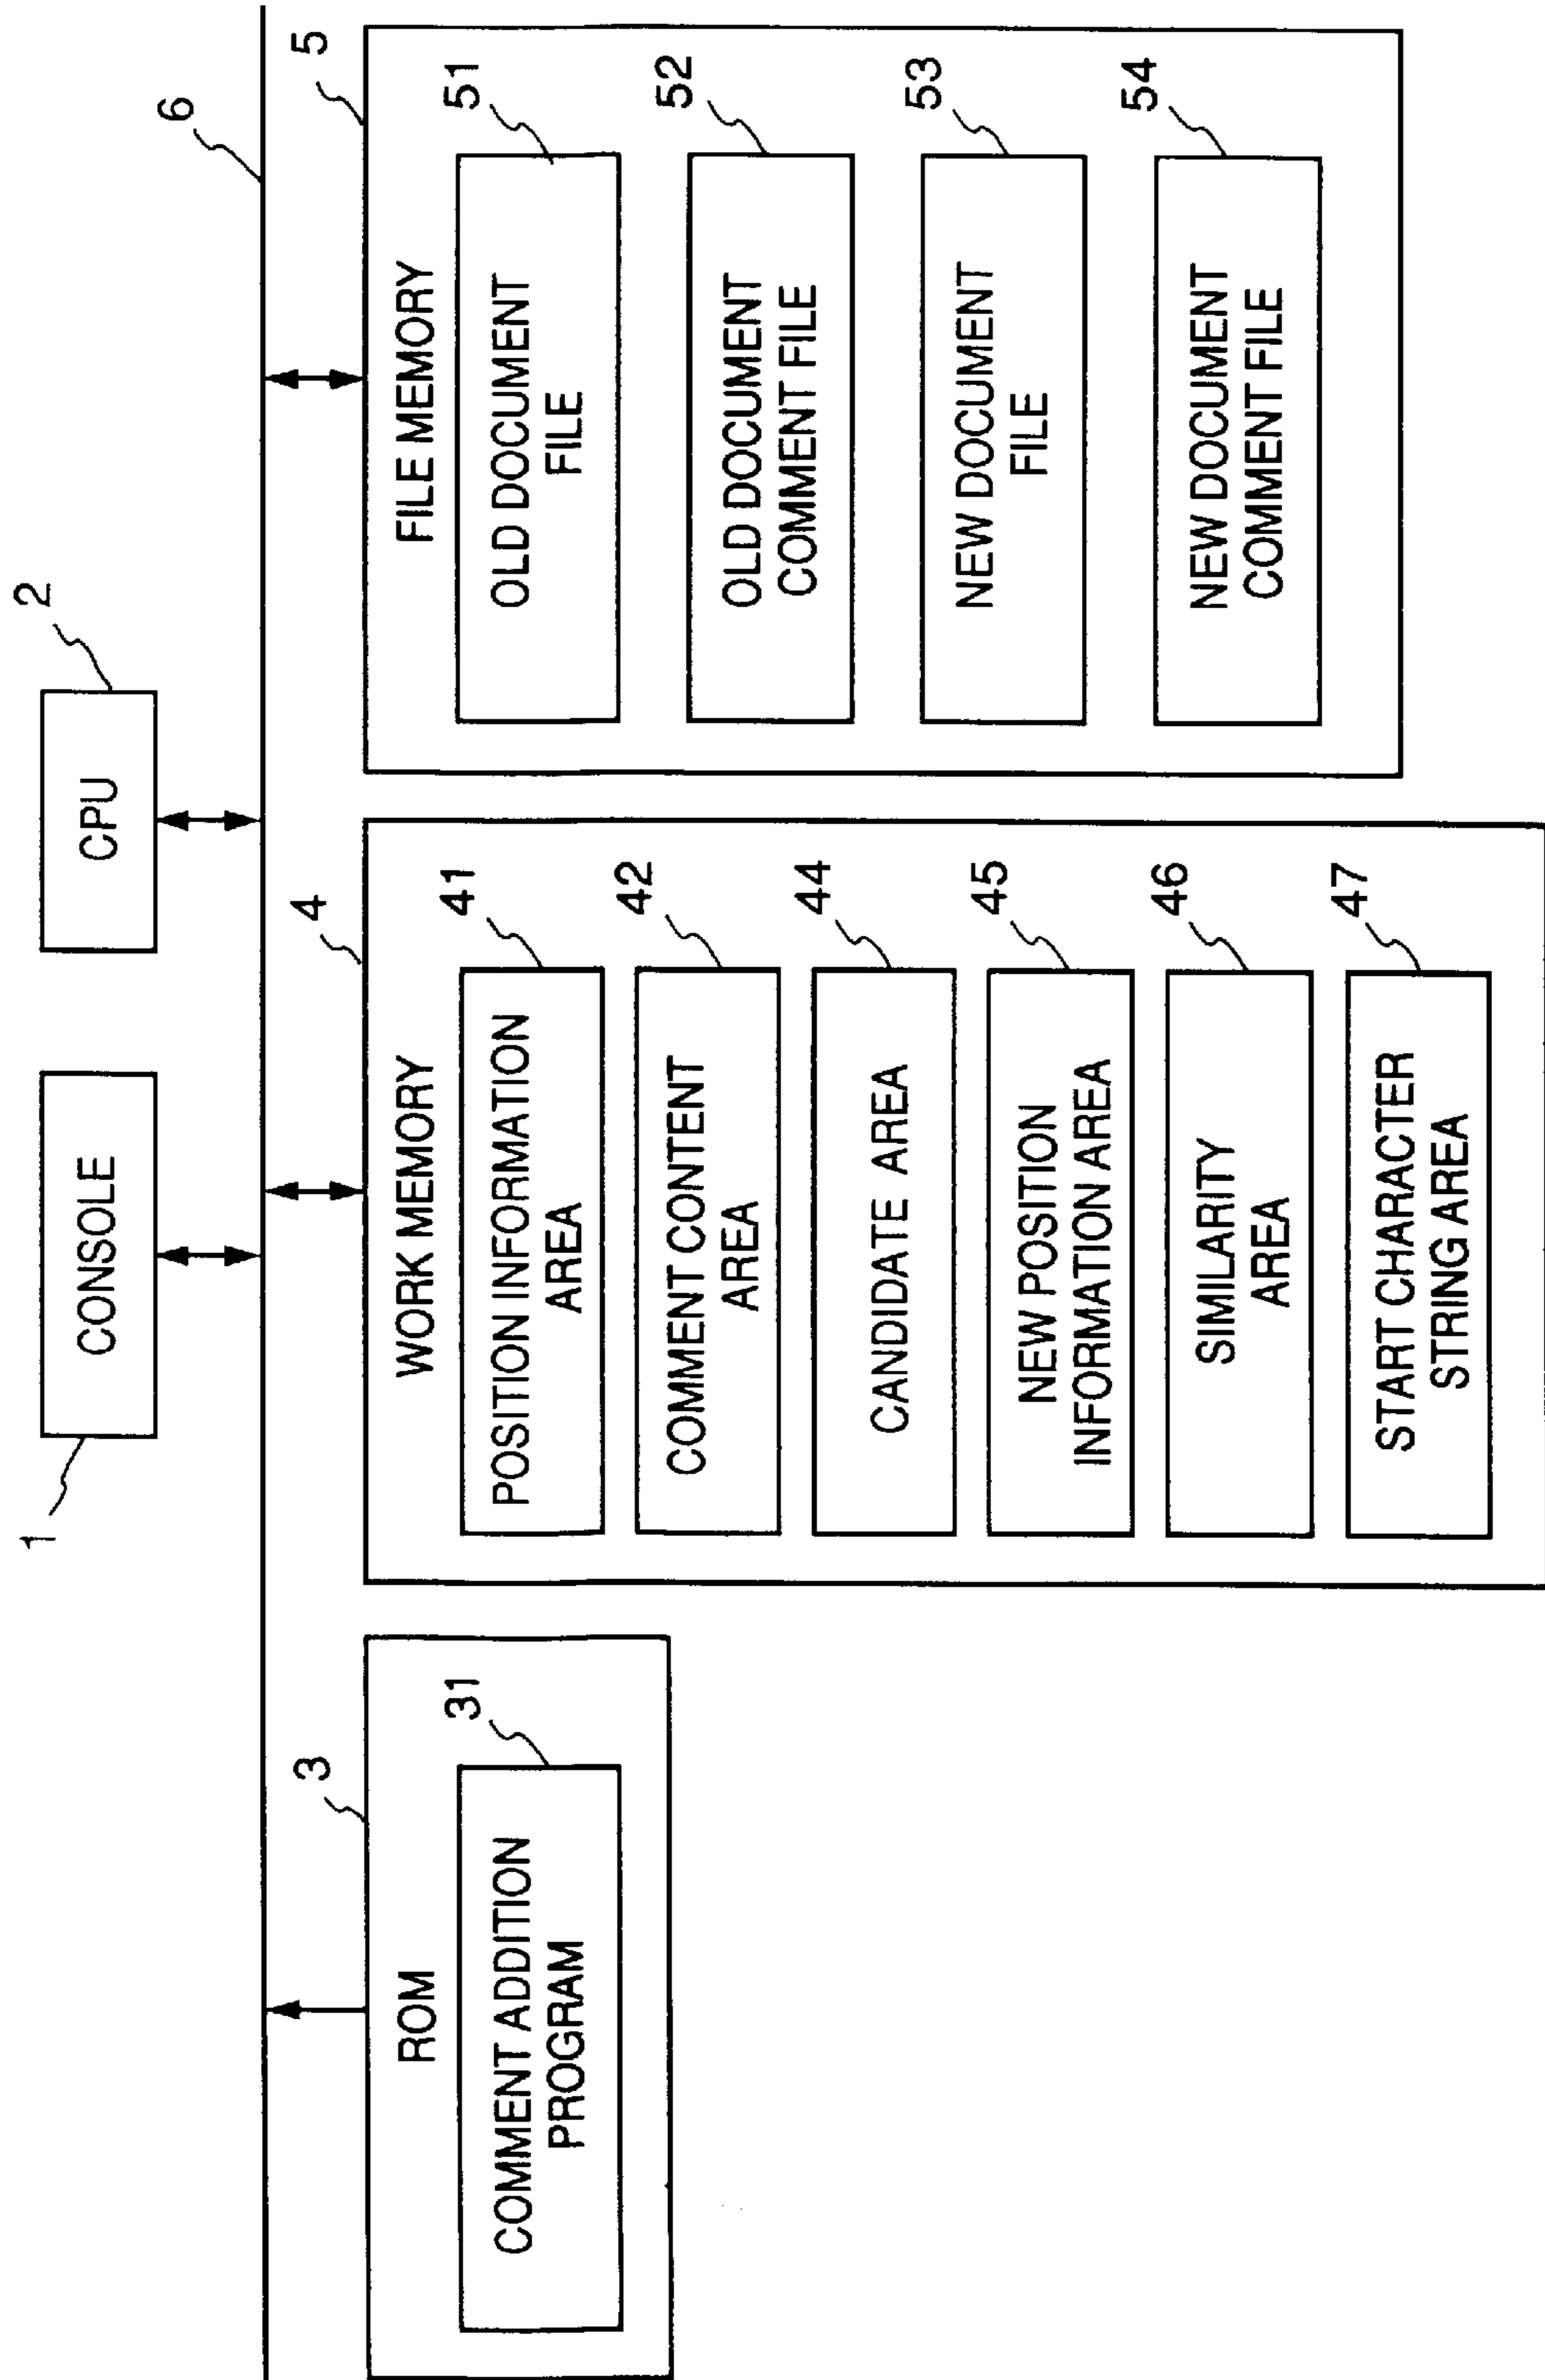 1
CONSOLE
CPU
2
6
3
ROM
31
COMMENT ADDITION
PROGRAM
4
WORK MEMORY
41
POSITION INFORMATION
AREA
42
COMMENT CONTENT
AREA
44
CANDIDATE AREA
45
NEW POSITION
INFORMATION AREA
46
SIMILARITY
AREA
47
START CHARACTER
STRING AREA
5
FILE MEMORY
51
OLD DOCUMENT
FILE
52
OLD DOCUMENT
COMMENT FILE
53
NEW DOCUMENT
FILE
54
NEW DOCUMENT
COMMENT FILE